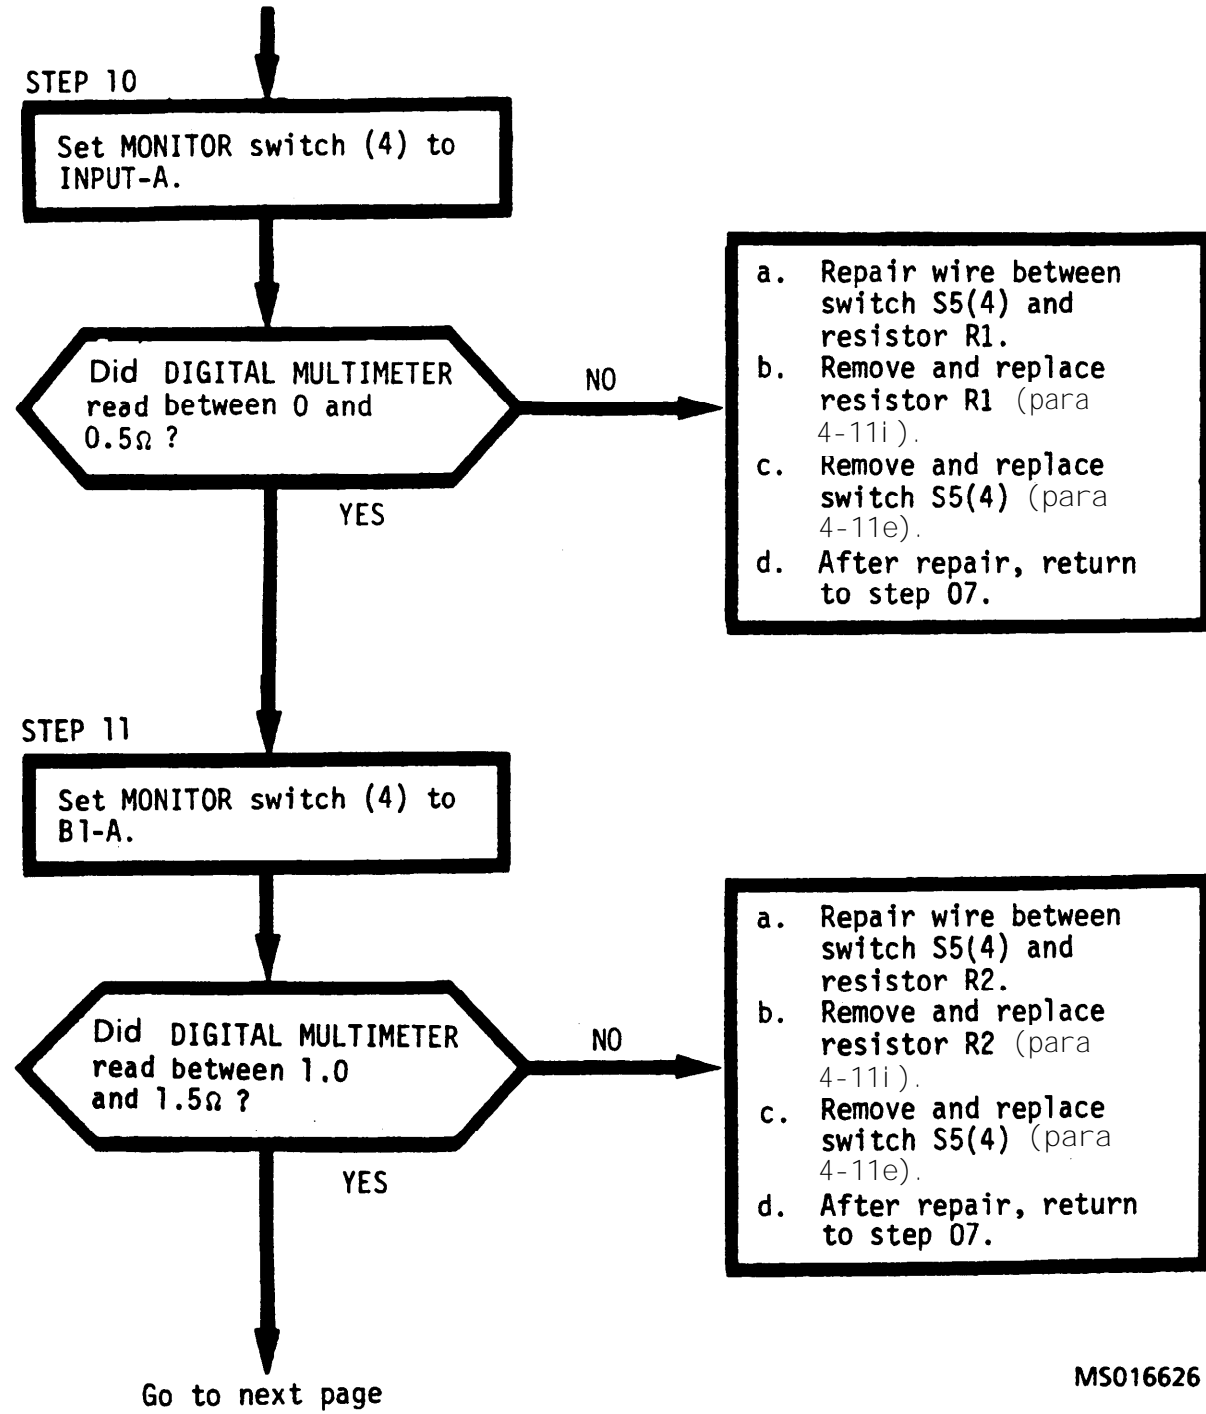 STEP 10
Set MONITOR switch (4) to
INPUT-A.
Did DIGITAL MULTIMETER
read between 0 and
0.5Ω ?
NO
YES
a. Repair wire between
switch S5(4) and
resistor R1.
b. Remove and replace
resistor R1 (para
4-11i).
c. Remove and replace
switch S5(4) (para
4-11e).
d. After repair, return
to step 07.
STEP 11
Set MONITOR switch (4) to
B1-A.
Did DIGITAL MULTIMETER
read between 1.0
and 1.5Ω ?
NO
YES
a. Repair wire between
switch S5(4) and
resistor R2.
b. Remove and replace
resistor R2 (para
4-11i).
c. Remove and replace
switch S5(4) (para
4-11e).
d. After repair, return
to step 07.
Go to next page
MS016626